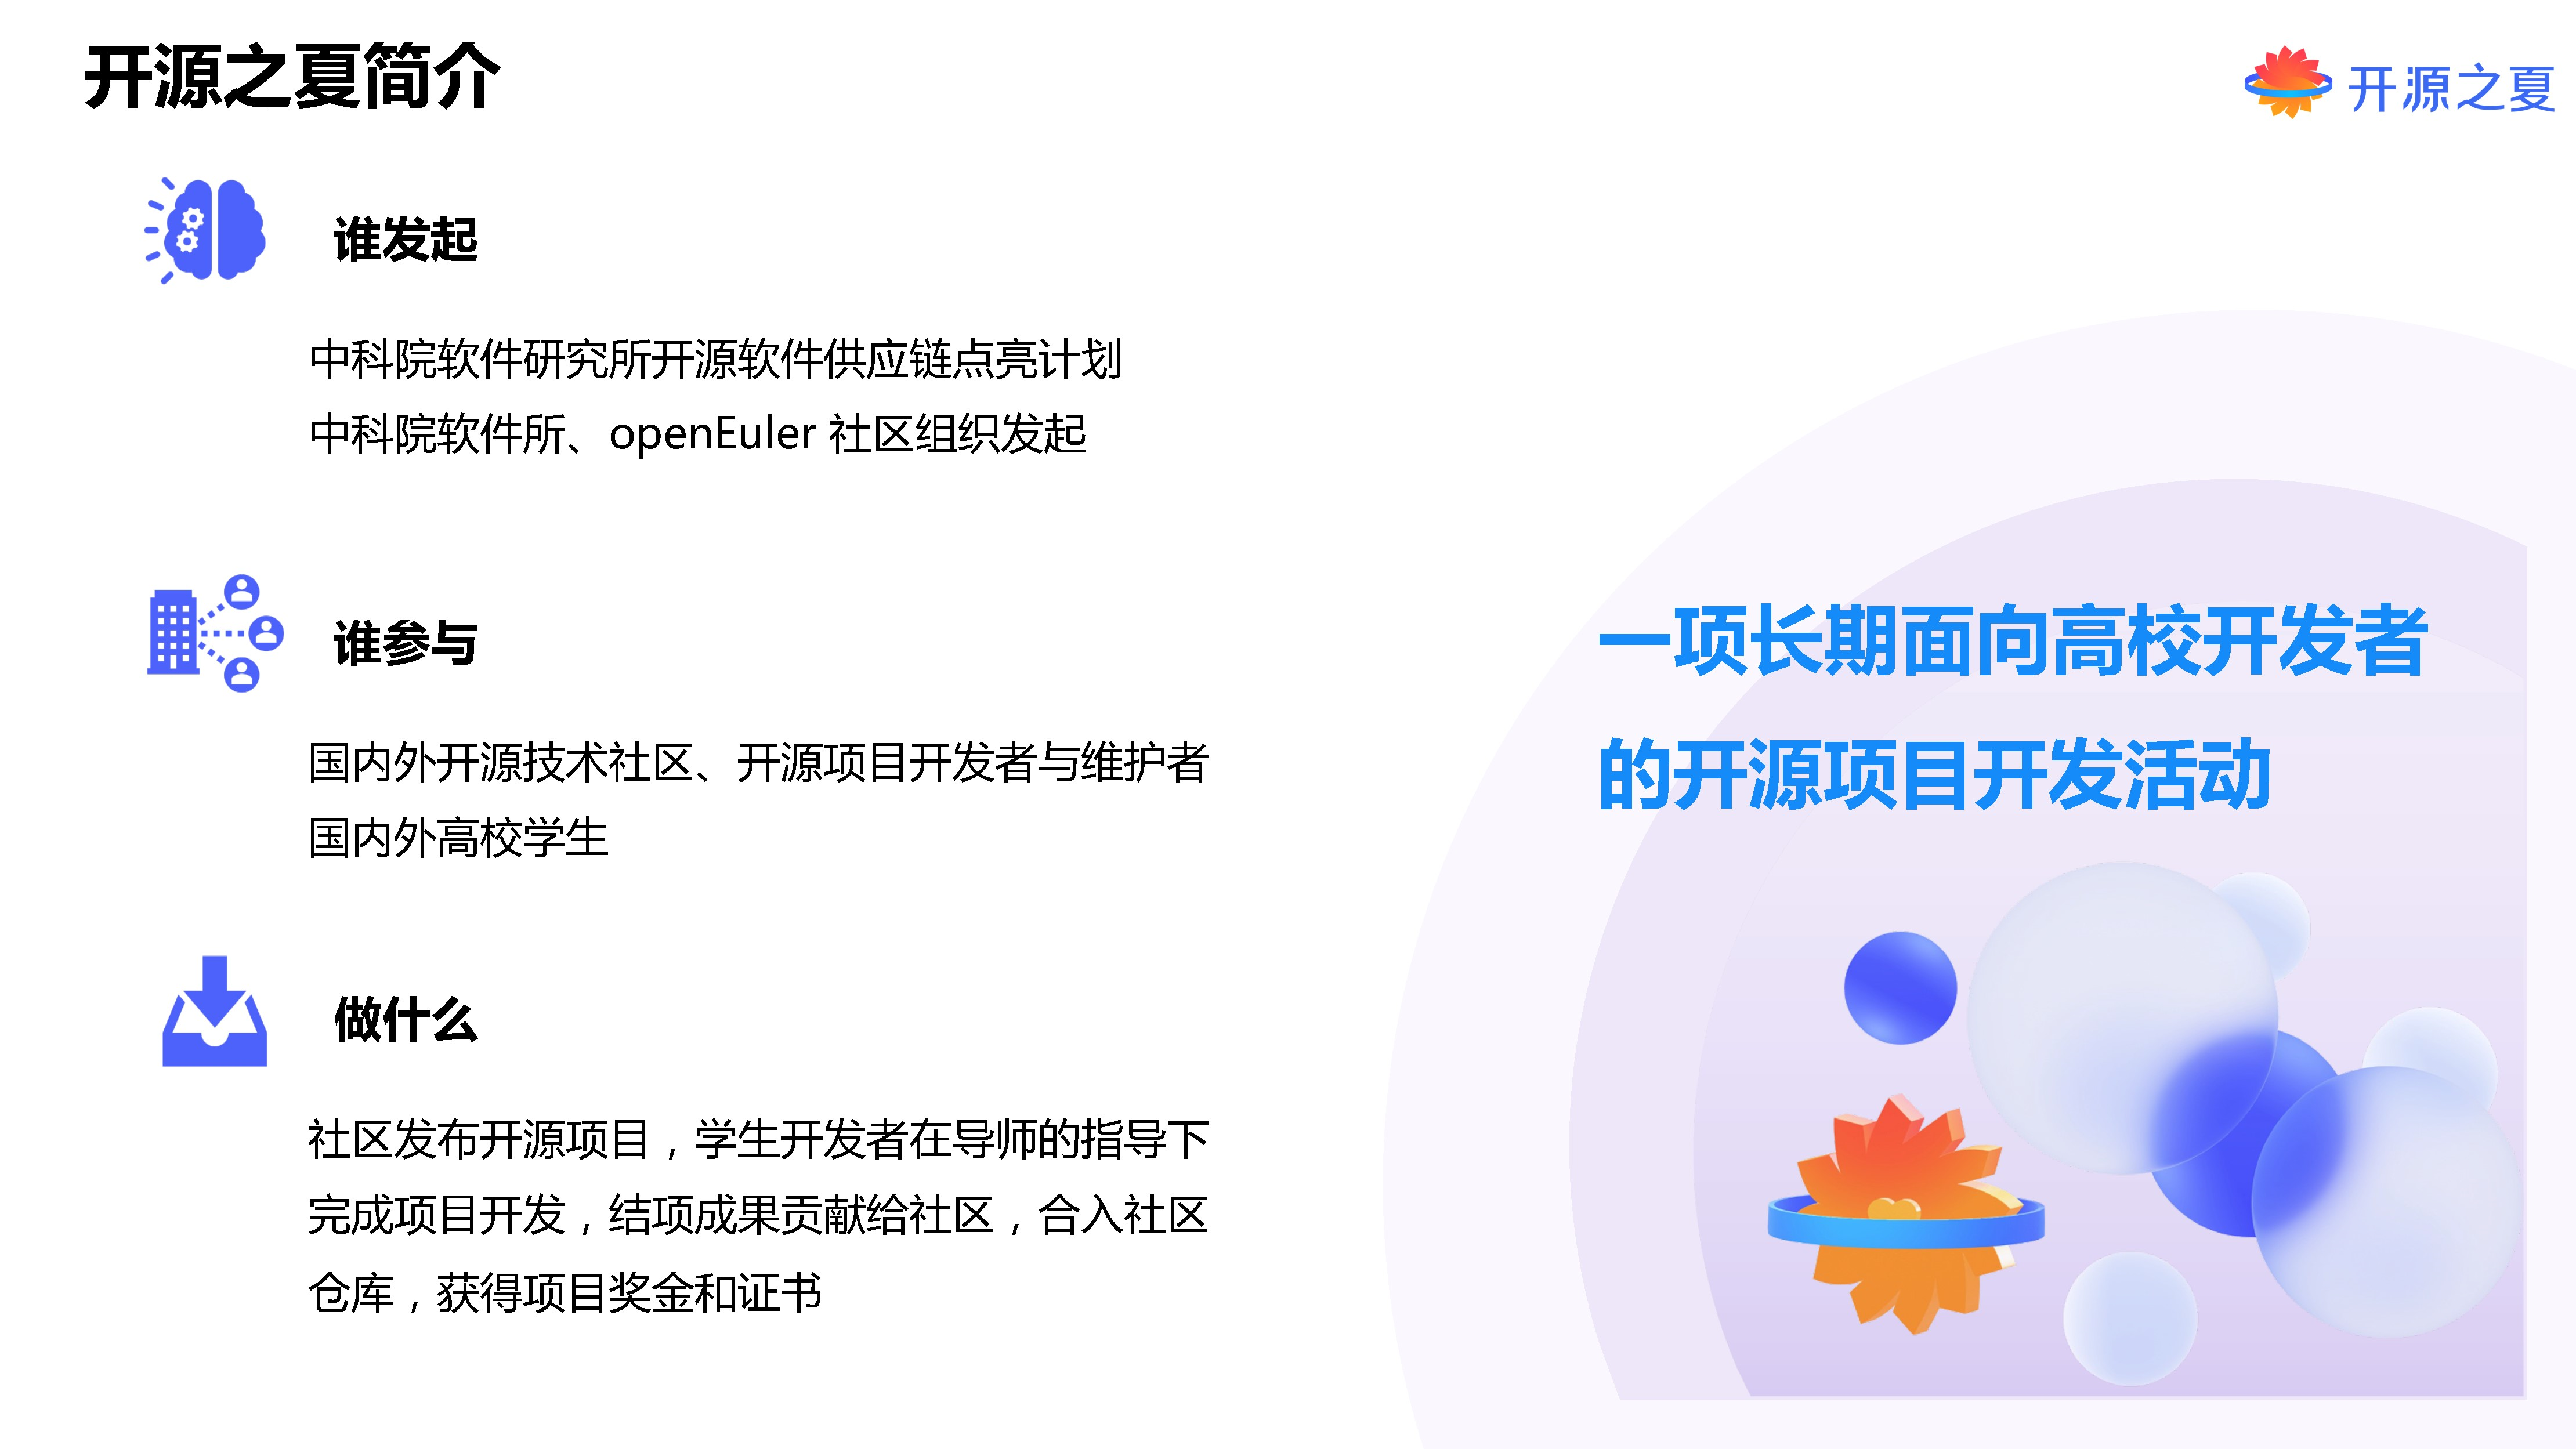 开源之夏简介
开源之夏
谁发起
中科院软件研究所开源软件供应链点亮计划
中科院软件所、openEuler 社区组织发起
谁参与
国内外开源技术社区、开源项目开发者与维护者
国内外高校学生
做什么
社区发布开源项目，学生开发者在导师的指导下
完成项目开发，结项成果贡献给社区，合入社区
仓库，获得项目奖金和证书
一项长期面向高校开发者
的开源项目开发活动